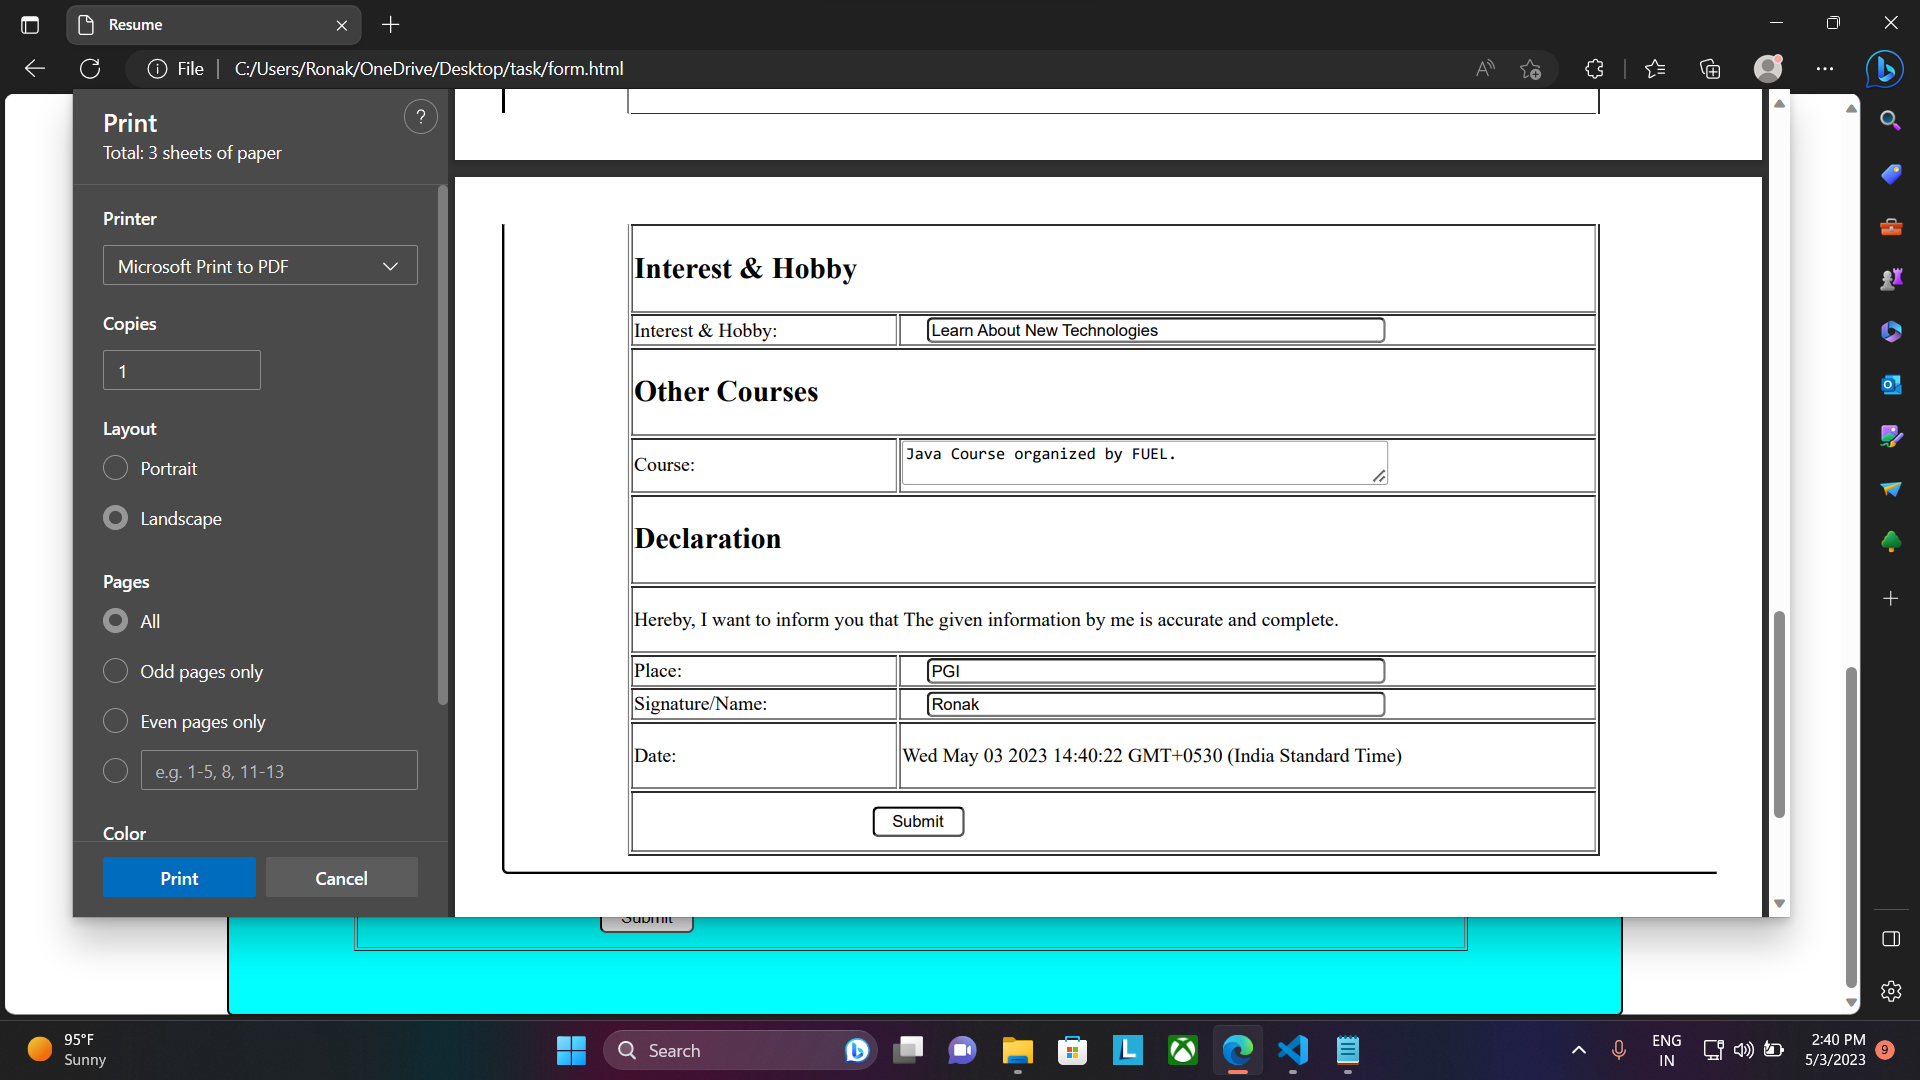 Resume
File
C:/Users/Ronak/OneDrive/Desktop/task/form.html
Print
?
Total: 3 sheets of paper
Printer
Microsoft Print to PDF
Copies
1
Layout
Portrait
Landscape
Pages
All
Odd pages only
Even pages only
e.g. 1-5, 8, 11-13
Color
Print
Cancel
Interest & Hobby
Interest & Hobby:
Learn About New Technologies
Other Courses
Course:
Java Course organized by FUEL.
Declaration
Hereby, I want to inform you that The given information by me is accurate and complete.
Place:
PGI
Signature/Name:
Ronak
Date:
Wed May 03 2023 14:40:22 GMT+0530 (India Standard Time)
Submit
Submit
95°F
Sunny
Search
ENG
IN
2:40 PM
5/3/2023
9